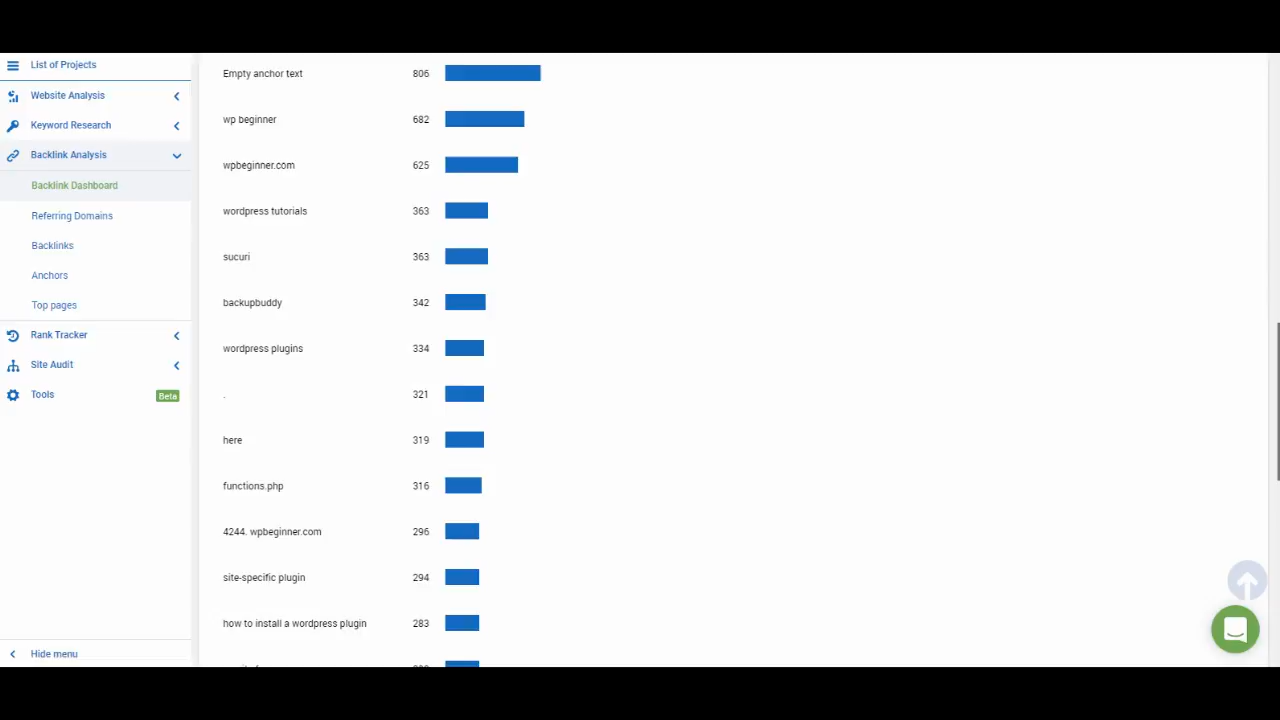 List of Projects
Website Analysis
Keyword Research
Backlink Analysis
Backlink Dashboard
Referring Domains
Backlinks
Anchors
Top pages
Rank Tracker
Site Audit
Tools Beta
Hide menu
Empty anchor text 806
wp beginner 682
wpbeginner.com 625
wordpress tutorials 363
sucuri 363
backupbuddy 342
wordpress plugins 334
. 321
here 319
functions.php 316
4244. wpbeginner.com 296
site-specific plugin 294
how to install a wordpress plugin 283